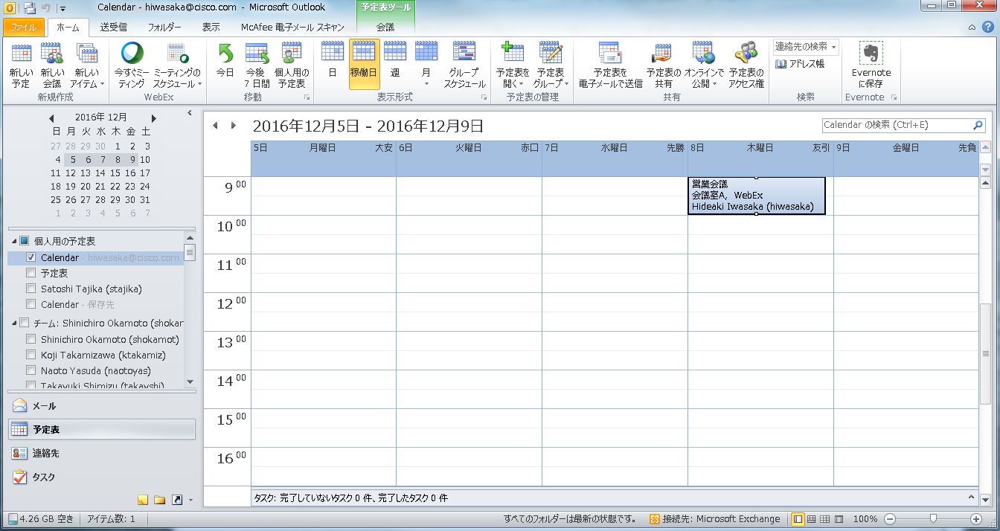 Calendar - hiwasaka@cisco.com - Microsoft Outlook
予定表ツール
ファイル ホーム 送受信 フォルダー 表示 McAfee 電子メール スキャン 会議
新しい予定
新しい会議
新しいアイテム
新規作成
今すぐミーティング
ミーティングのスケジュール
WebEx
今日
今後 7 日間
個人用の予定表
移動
日
稼働日
週
月
グループ スケジュール
表示形式
予定表を開く
予定表グループ
予定表の管理
予定表を電子メールで送信
予定表の共有
オンラインで公開
予定表のアクセス権
共有
連絡先の検索
アドレス帳
検索
Evernote に保存
Evernote
2016年 12月
日 月 火 水 木 金 土
27 28 29 30 1 2 3
4 5 6 7 8 9 10
11 12 13 14 15 16 17
18 19 20 21 22 23 24
25 26 27 28 29 30 31
1 2 3 4 5 6 7
個人用の予定表
Calendar - hiwasaka@cisco.com
予定表
Satoshi Tajika (stajika)
Calendar - 保存先
チーム: Shinichiro Okamoto (shokar
Shinichiro Okamoto (shokamot)
Koji Takamizawa (ktakamiz)
Naoto Yasuda (naotoyas)
Takayuki Shimizu (takayshi)
メール
予定表
連絡先
タスク
2016年12月5日 - 2016年12月9日
Calendar の検索 (Ctrl+E)
5日 月曜日 大安 6日 火曜日 赤口 7日 水曜日 先勝 8日 木曜日 友引 9日 金曜日 先負
9 00
営業会議
会議室A, WebEx
Hideaki Iwasaka (hiwasaka)
10 00
11 00
12 00
13 00
14 00
15 00
16 00
タスク: 完了していないタスク 0 件、完了したタスク 0 件
4.26 GB 空き アイテム数: 1 すべてのフォルダーは最新の状態です。 接続先: Microsoft Exchange 100%